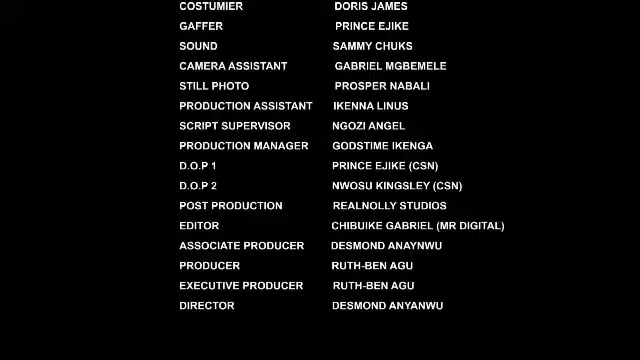 COSTUMIER DORIS JAMES
GAFFER PRINCE EJIKE
SOUND SAMMY CHUKS
CAMERA ASSISTANT GABRIEL MGBEMELE
STILL PHOTO PROSPER NABALI
PRODUCTION ASSISTANT IKENNA LINUS
SCRIPT SUPERVISOR NGOZI ANGEL
PRODUCTION MANAGER GODSTIME IKENGA
D.O.P 1 PRINCE EJIKE (CSN)
D.O.P 2 NWOSU KINGSLEY (CSN)
POST PRODUCTION REALNOLLY STUDIOS
EDITOR CHIBUIKE GABRIEL (MR DIGITAL)
ASSOCIATE PRODUCER DESMOND ANAYNWU
PRODUCER RUTH-BEN AGU
EXECUTIVE PRODUCER RUTH-BEN AGU
DIRECTOR DESMOND ANYANWU